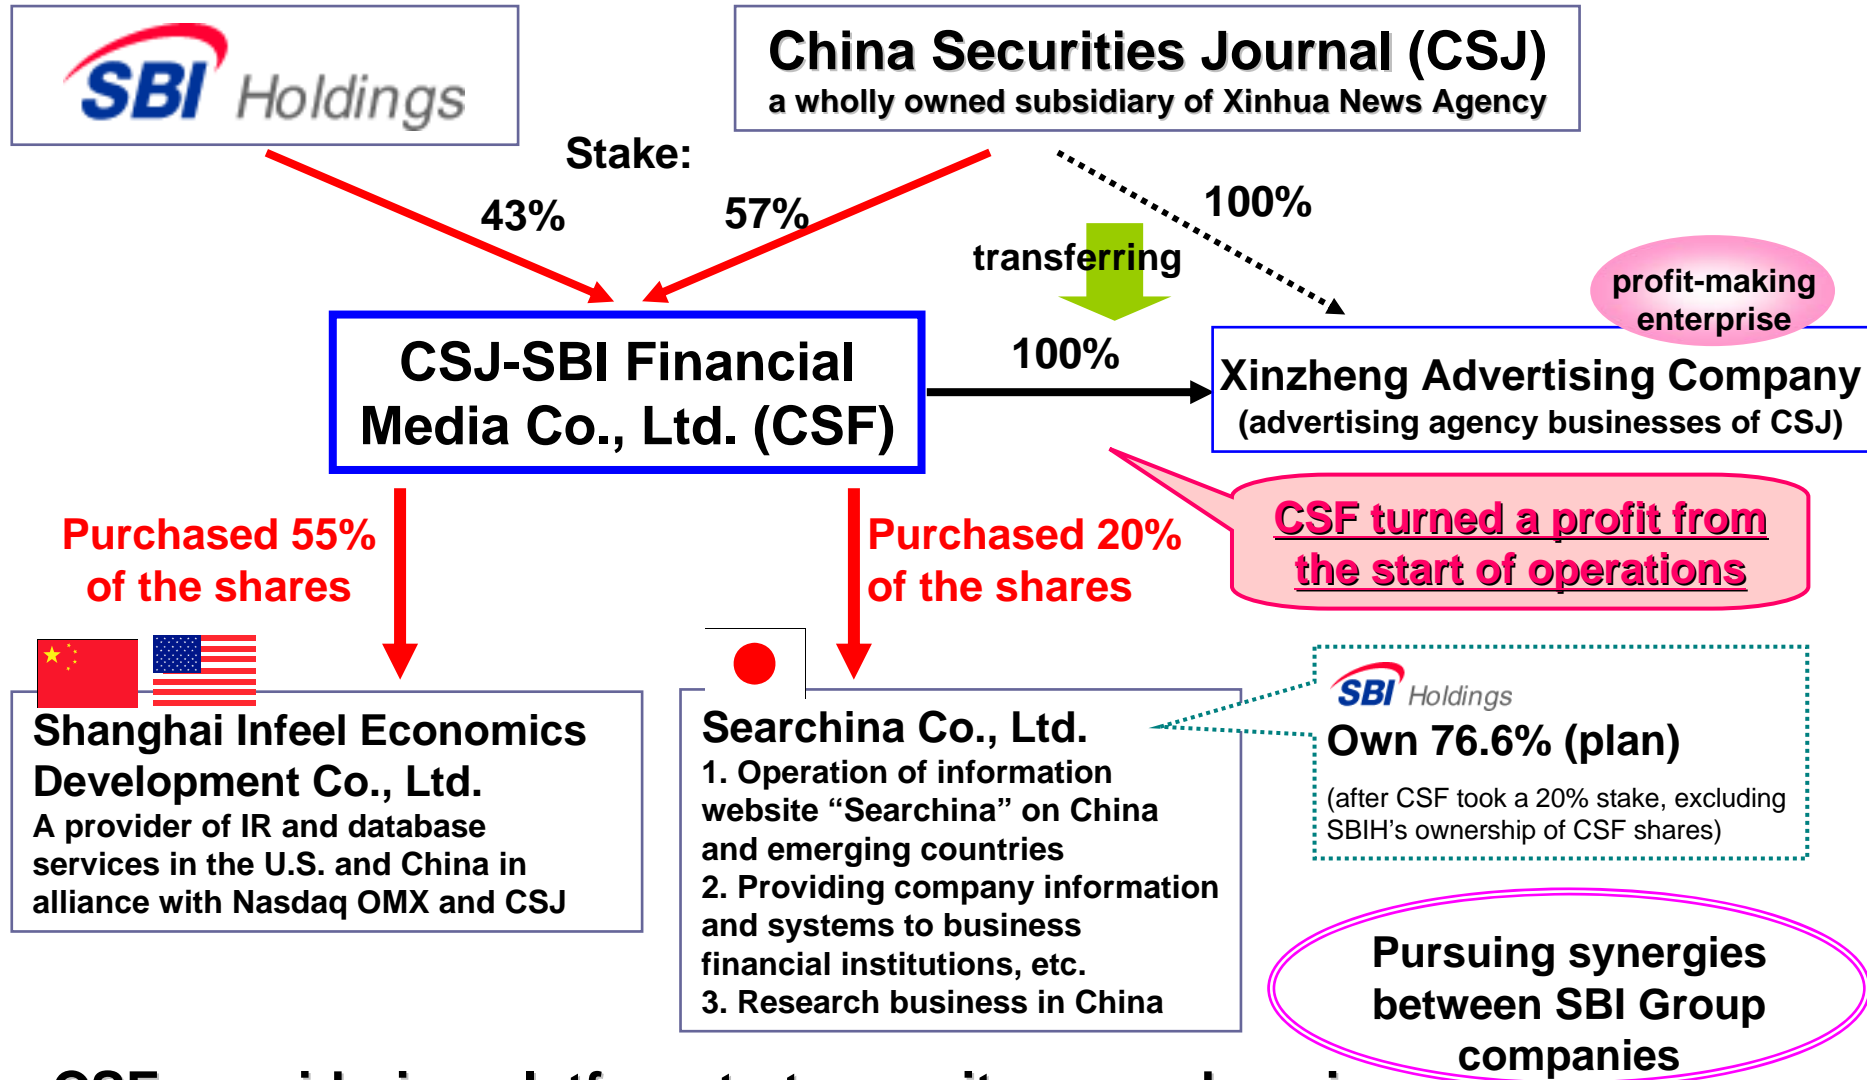 SBI Holdings
China Securities Journal (CSJ)
a wholly owned subsidiary of Xinhua News Agency
Stake:
43%
57%
100%
transferring
profit-making
enterprise
CSJ-SBI Financial
Media Co., Ltd. (CSF)
100%
Xinzheng Advertising Company
(advertising agency businesses of CSJ)
CSF turned a profit from
the start of operations
Purchased 55%
of the shares
Purchased 20%
of the shares
Shanghai Infeel Economics
Development Co., Ltd.
A provider of IR and database
services in the U.S. and China in
alliance with Nasdaq OMX and CSJ
Searchina Co., Ltd.
1. Operation of information
website “Searchina” on China
and emerging countries
2. Providing company information
and systems to business
financial institutions, etc.
3. Research business in China
SBI Holdings
Own 76.6% (plan)
(after CSF took a 20% stake, excluding
SBIH’s ownership of CSF shares)
Pursuing synergies
between SBI Group
companies